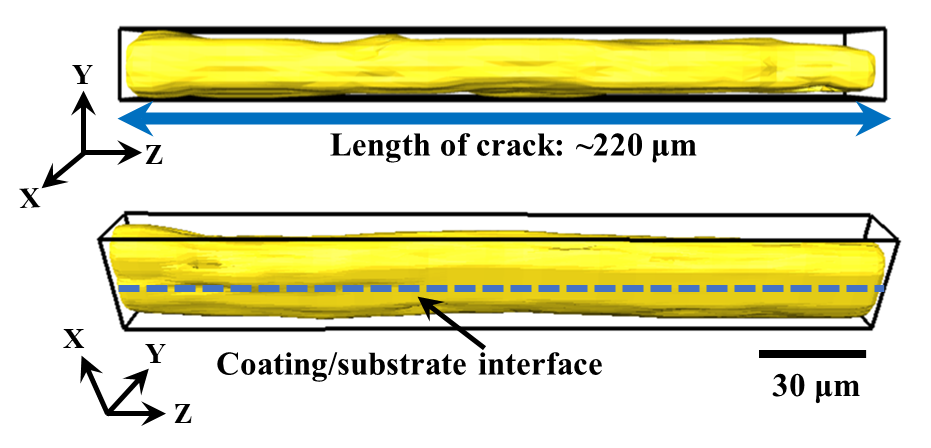 Y
Z
X
Length of crack: ~220 μm
X
Y
Z
Coating/substrate interface
30 μm